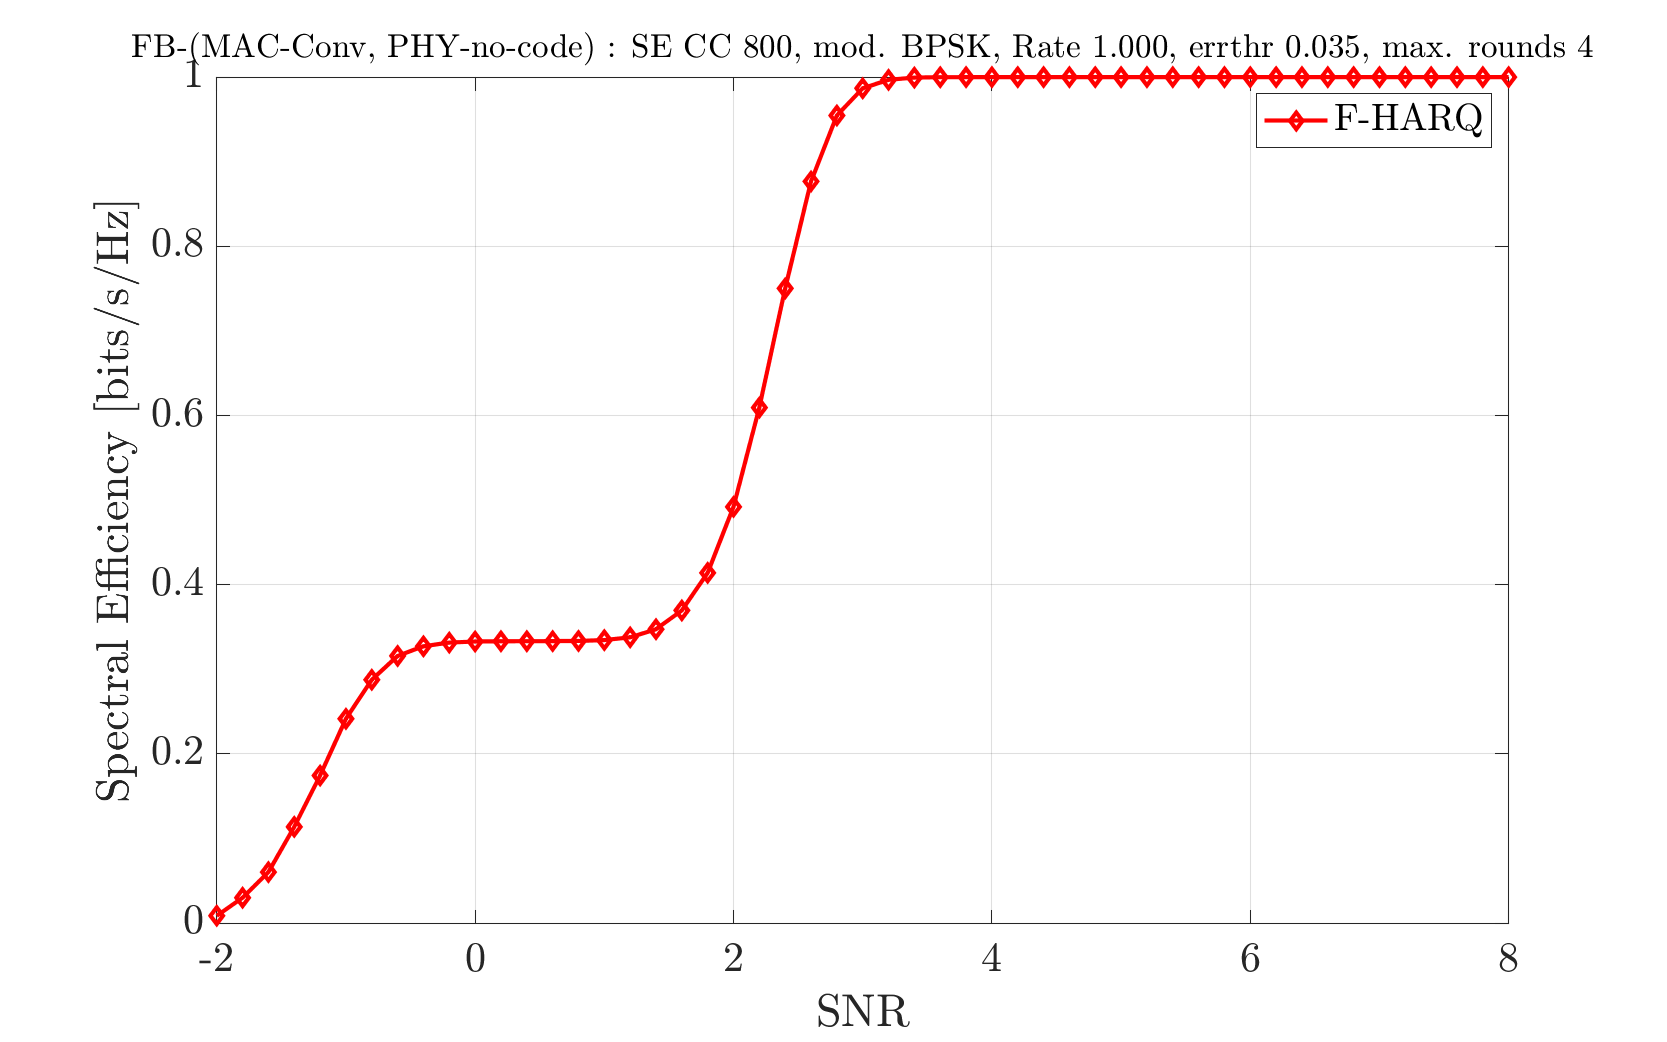 FB-(MAC-Conv, PHY-no-code) : SE CC 800, mod. BPSK, Rate 1.000, errthr 0.035, max. rounds 4
F-HARQ
Spectral Efficiency [bits/s/Hz]
1
0.8
0.6
0.4
0.2
0
-2 0 2 4 6 8
SNR